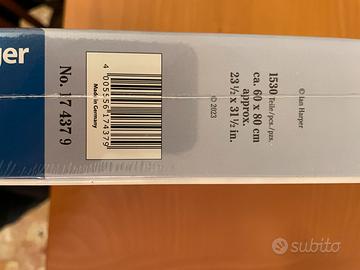 ger
No. 17 437 9
4 005556 174379
Made in Germany
© 2023
1530 Teile/pcs./pzs.
ca. 60 x 80 cm
approx.
23 ½ x 31 ½ in.
© Ian Harper
subito